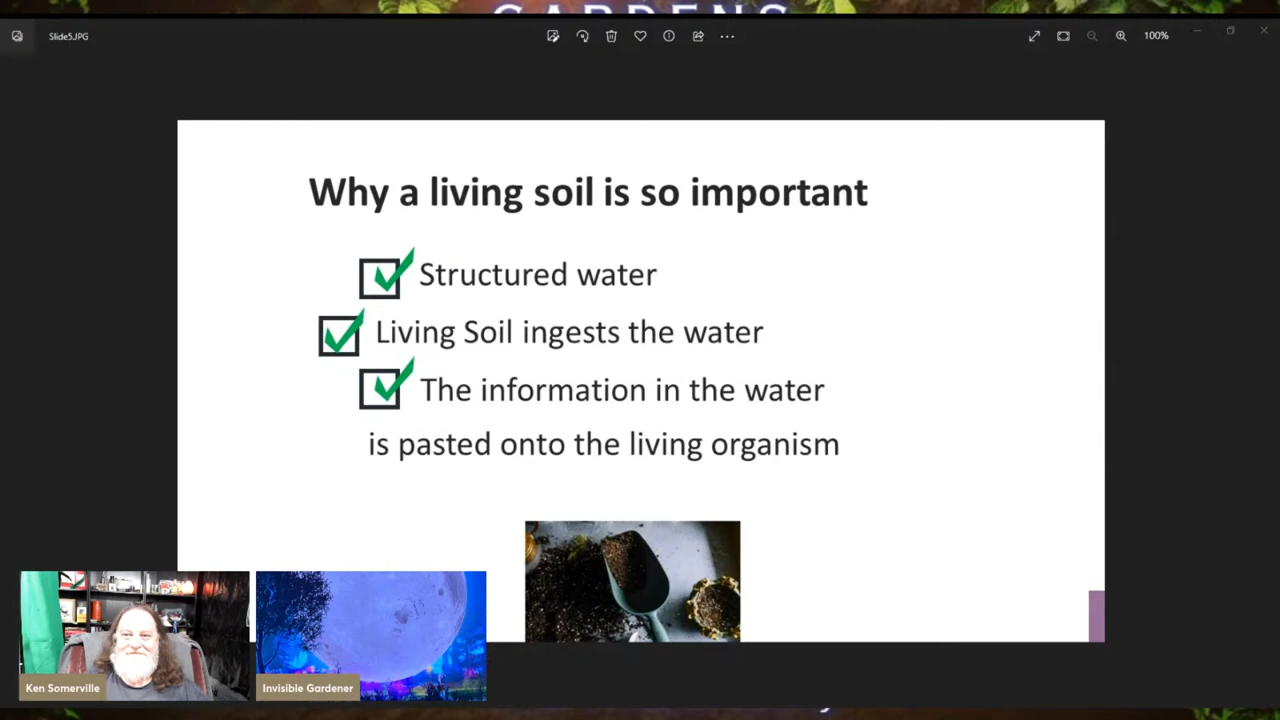 GARDENS
Slide5.JPG
100%
Why a living soil is so important
Structured water
Living Soil ingests the water
The information in the water
is pasted onto the living organism
Ken Somerville
Invisible Gardener